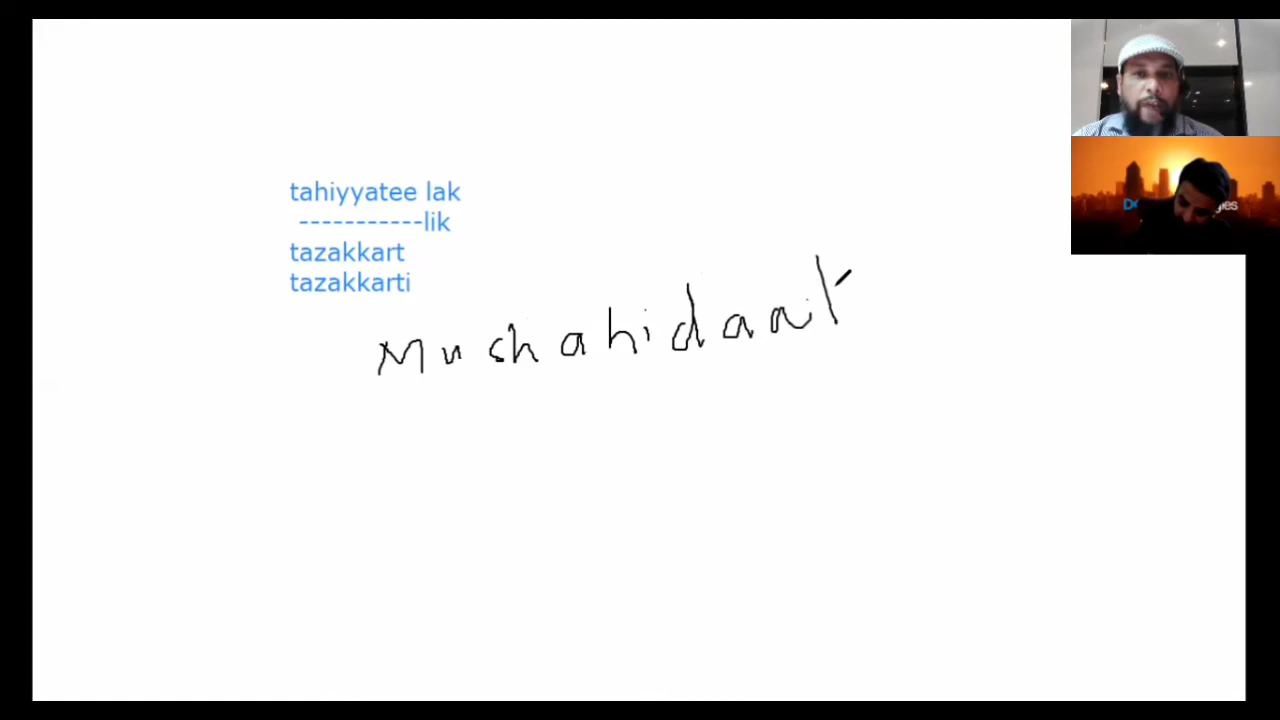 tahiyyatee lak
-----------lik
tazakkart
tazakkarti
Mushahidaat